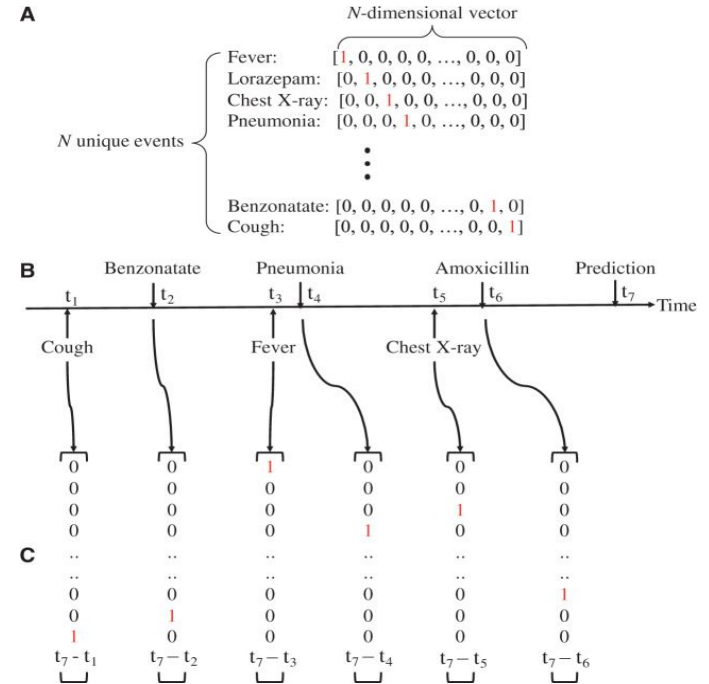 A
N-dimensional vector
Fever: [1, 0, 0, 0, 0, ..., 0, 0, 0]
Lorazepam: [0, 1, 0, 0, 0, ..., 0, 0, 0]
Chest X-ray: [0, 0, 1, 0, 0, ..., 0, 0, 0]
Pneumonia: [0, 0, 0, 1, 0, ..., 0, 0, 0]
N unique events
Benzonatate: [0, 0, 0, 0, 0, ..., 0, 1, 0]
Cough: [0, 0, 0, 0, 0, ..., 0, 0, 1]
B
Benzonatate Pneumonia Amoxicillin Prediction
t1 t2 t3 t4 t5 t6 t7 Time
Cough Fever Chest X-ray
0 0 1 0 0 0
0 0 0 0 0 0
0 0 0 0 1 0
0 0 0 1 0 0
.. .. .. .. .. ..
C
.. .. .. .. .. ..
0 0 0 0 0 1
0 1 0 0 0 0
1 0 0 0 0 0
t7 - t1 t7 – t2 t7 – t3 t7 – t4 t7 – t5 t7 – t6